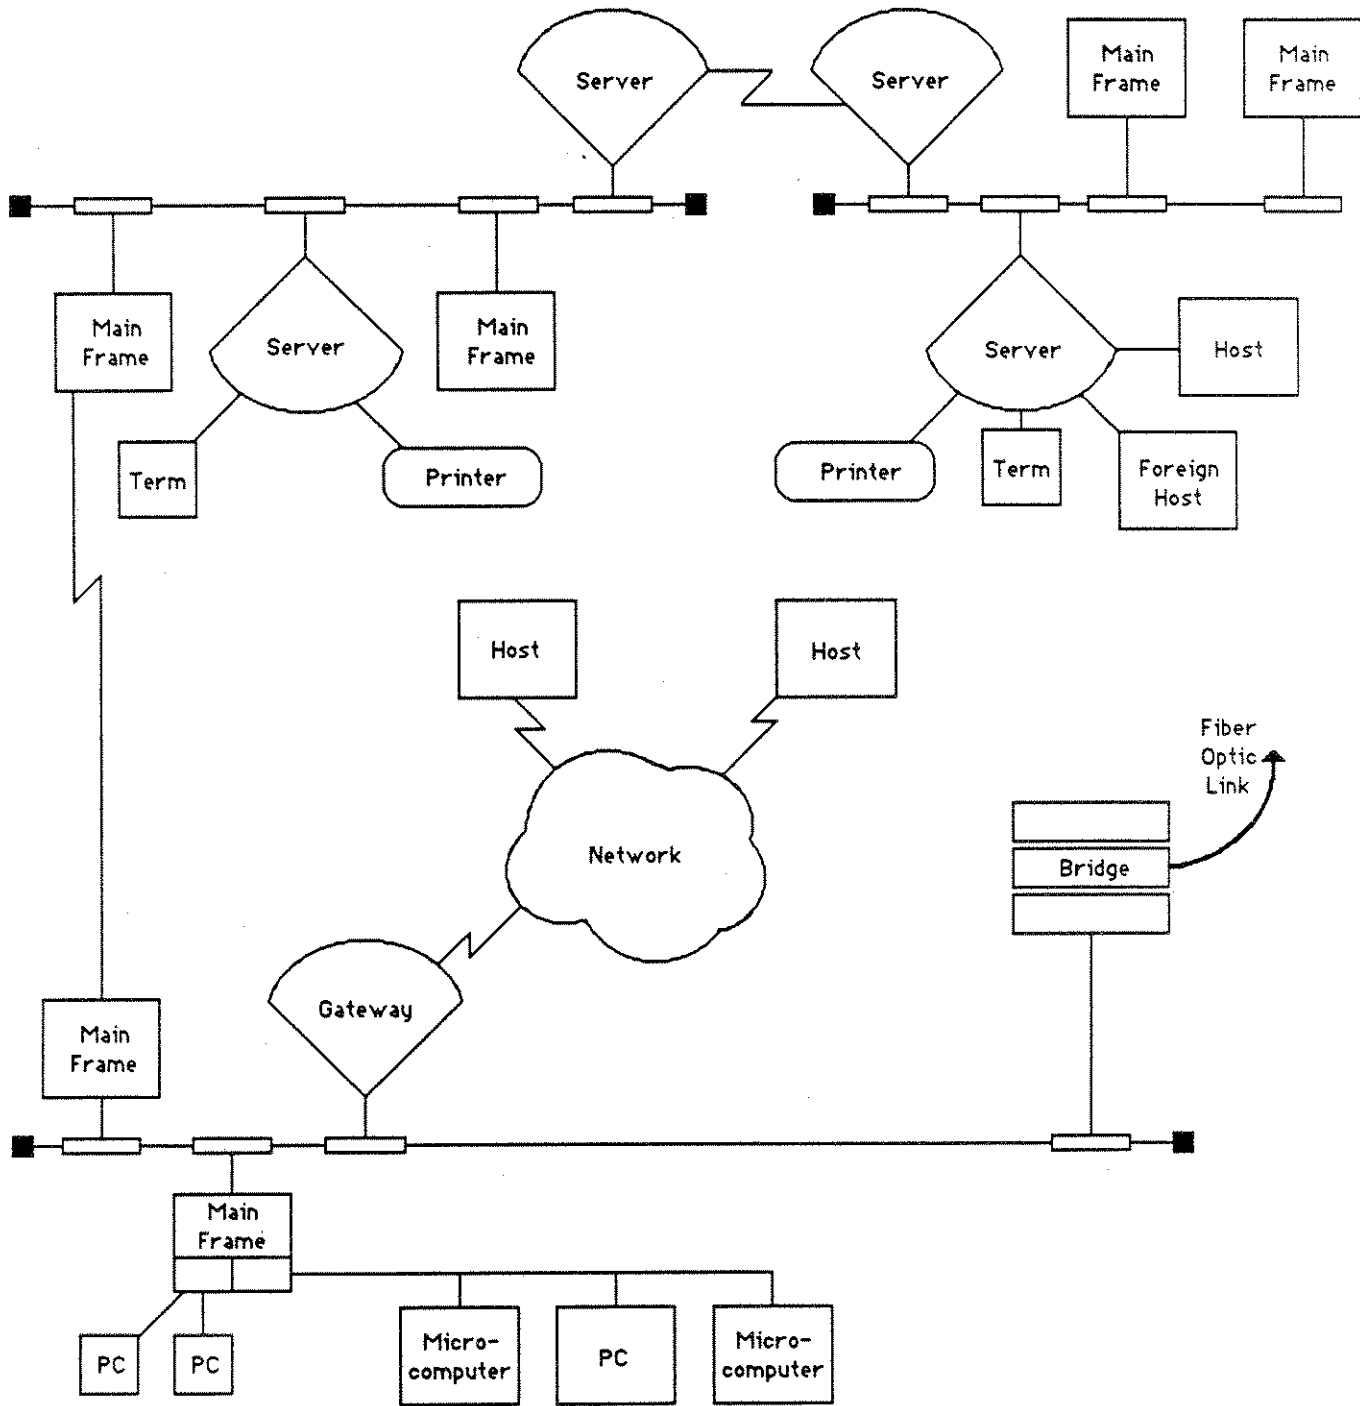 Server
Server
Main
Frame
Main
Frame
Main
Frame
Server
Main
Frame
Server
Host
Term
Printer
Printer
Term
Foreign
Host
Host
Host
Fiber
Optic
Link
Network
Bridge
Gateway
Main
Frame
Main
Frame
PC
PC
Micro-
computer
PC
Micro-
computer